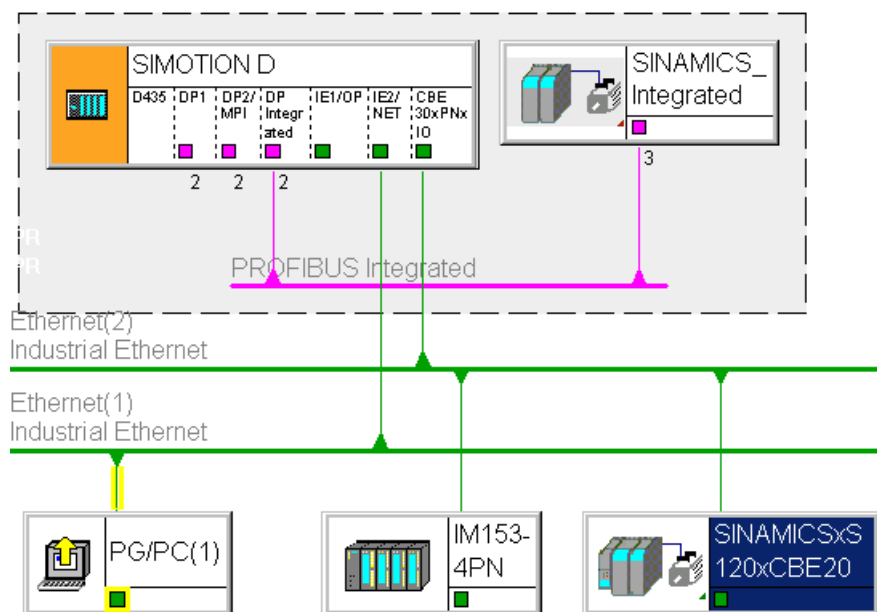 SIMOTION D
D435
DP1
DP2/
MPI
DP
Integr
ated
IE1/OP
IE2/
NET
CBE
30xPNx
IO
2
2
2
SINAMICS_
Integrated
3
PR
PR
PROFIBUS Integrated
Ethernet(2)
Industrial Ethernet
Ethernet(1)
Industrial Ethernet
PG/PC(1)
IM153-
4PN
SINAMICSxS
120xCBE20